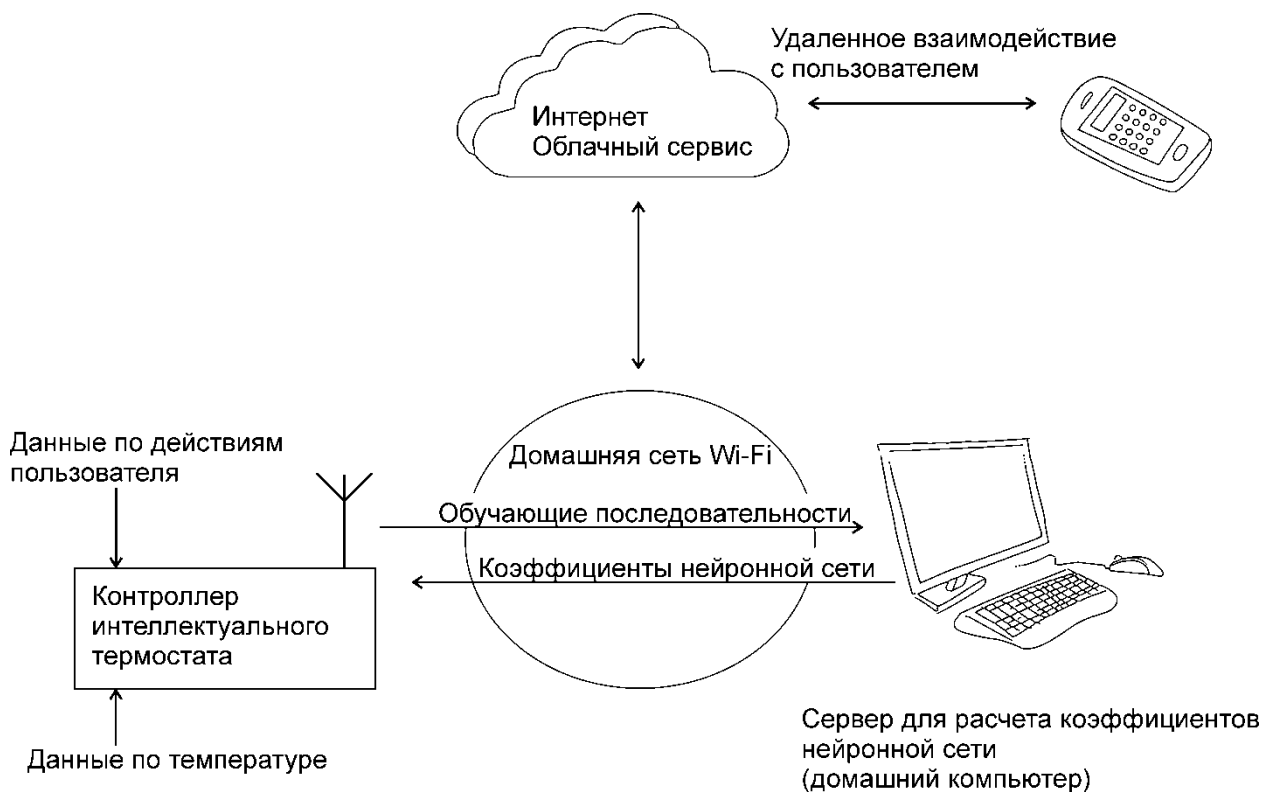 Удаленное взаимодействие
с пользователем
Интернет
Облачный сервис
Данные по действиям
пользователя
Домашняя сеть Wi-Fi
Обучающие последовательности
Коэффициенты нейронной сети
Контроллер
интеллектуального
термостата
Данные по температуре
Сервер для расчета коэффициентов
нейронной сети
(домашний компьютер)